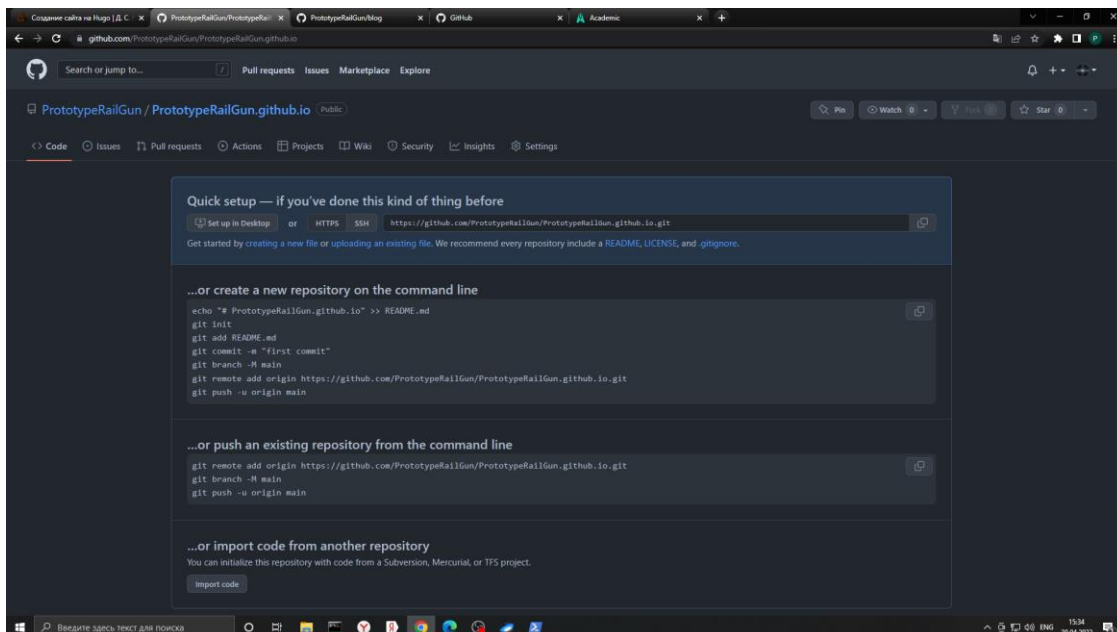 Создание сайта на Hugo | Д. С.
PrototypeRailGun/PrototypeRail
PrototypeRailGun/blog
GitHub
Academic
github.com/PrototypeRailGun/PrototypeRailGun.github.io
Search or jump to...
/
Pull requests Issues Marketplace Explore
PrototypeRailGun / PrototypeRailGun.github.io Public
Pin
Watch 0
Fork 0
Star 0
Code Issues Pull requests Actions Projects Wiki Security Insights Settings
Quick setup — if you've done this kind of thing before
Set up in Desktop or HTTPS SSH https://github.com/PrototypeRailGun/PrototypeRailGun.github.io.git
Get started by creating a new file or uploading an existing file. We recommend every repository include a README, LICENSE, and .gitignore.
...or create a new repository on the command line
echo "# PrototypeRailGun.github.io" >> README.md
git init
git add README.md
git commit -m "first commit"
git branch -M main
git remote add origin https://github.com/PrototypeRailGun/PrototypeRailGun.github.io.git
git push -u origin main
...or push an existing repository from the command line
git remote add origin https://github.com/PrototypeRailGun/PrototypeRailGun.github.io.git
git branch -M main
git push -u origin main
...or import code from another repository
You can initialize this repository with code from a Subversion, Mercurial, or TFS project.
Import code
Введите здесь текст для поиска
ENG
15:34